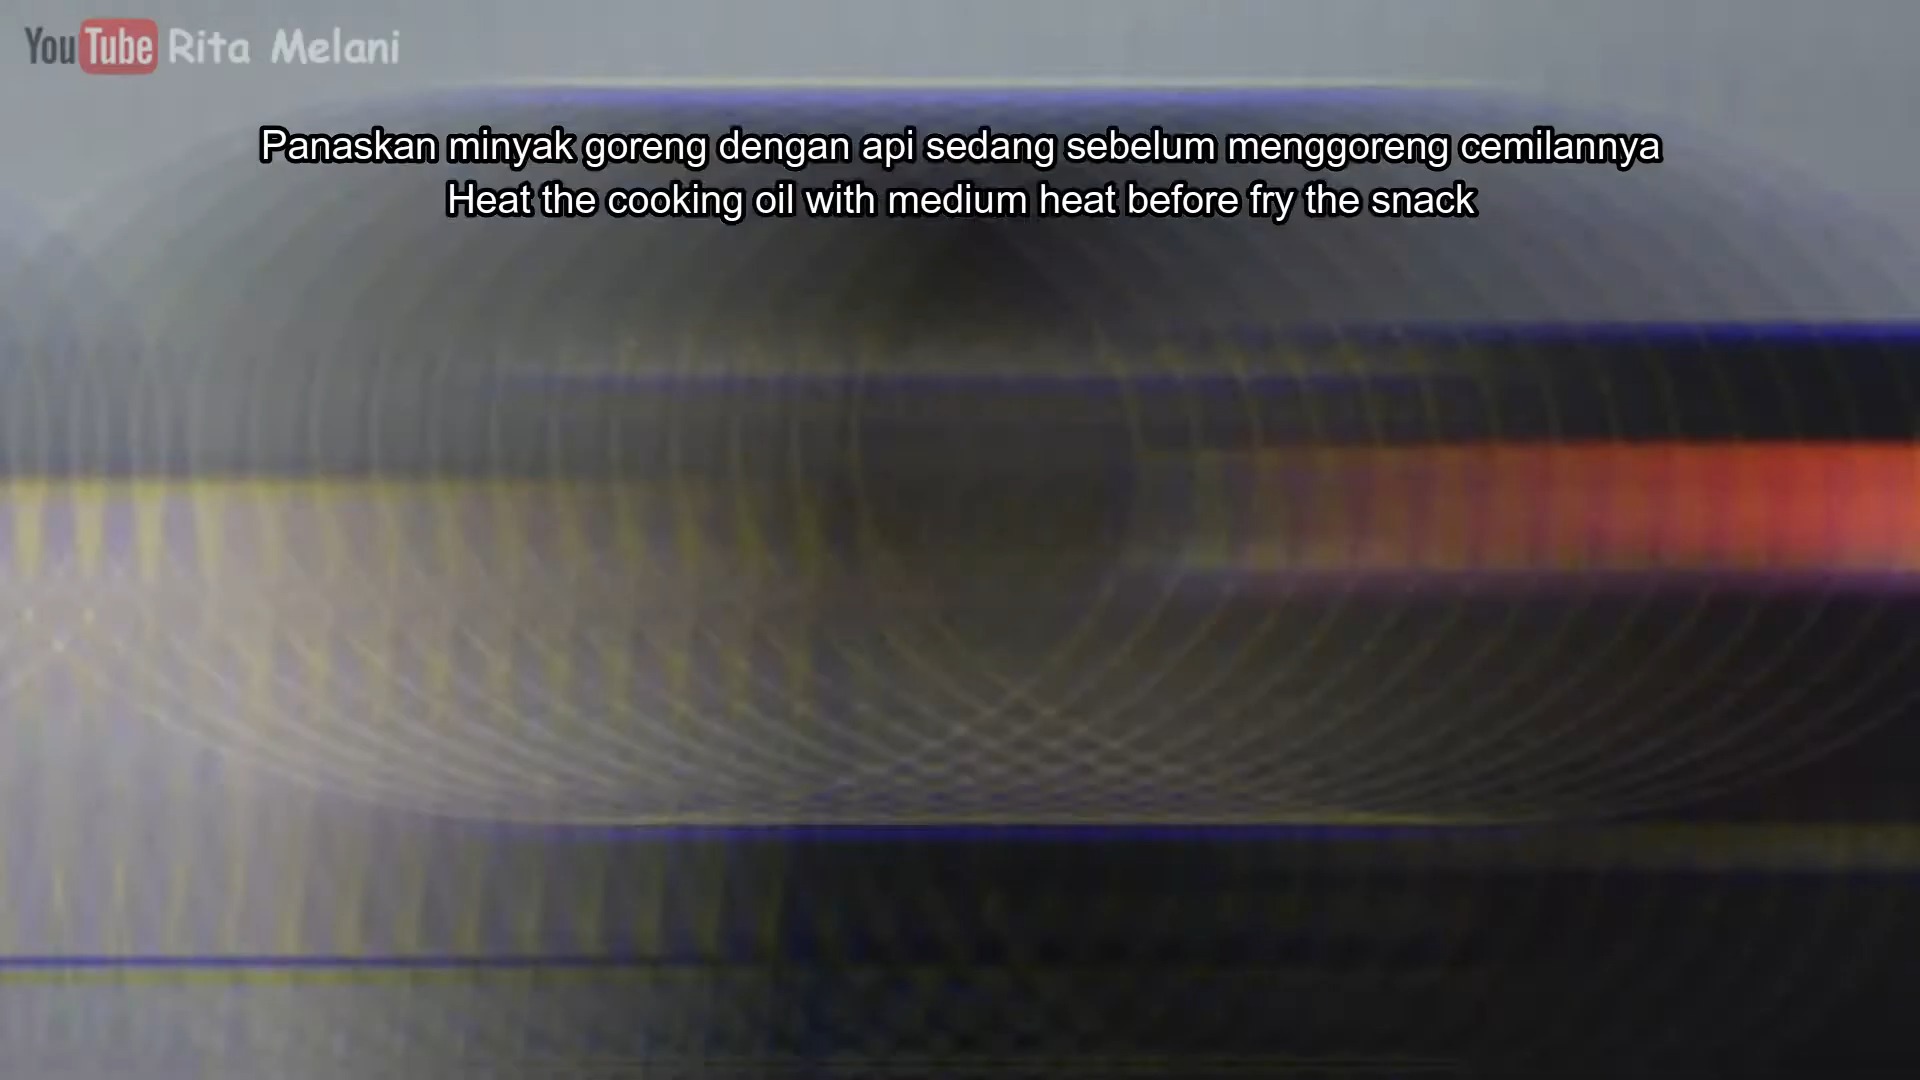 YouTube Rita Melani
Panaskan minyak goreng dengan api sedang sebelum menggoreng cemilannya
Heat the cooking oil with medium heat before fry the snack